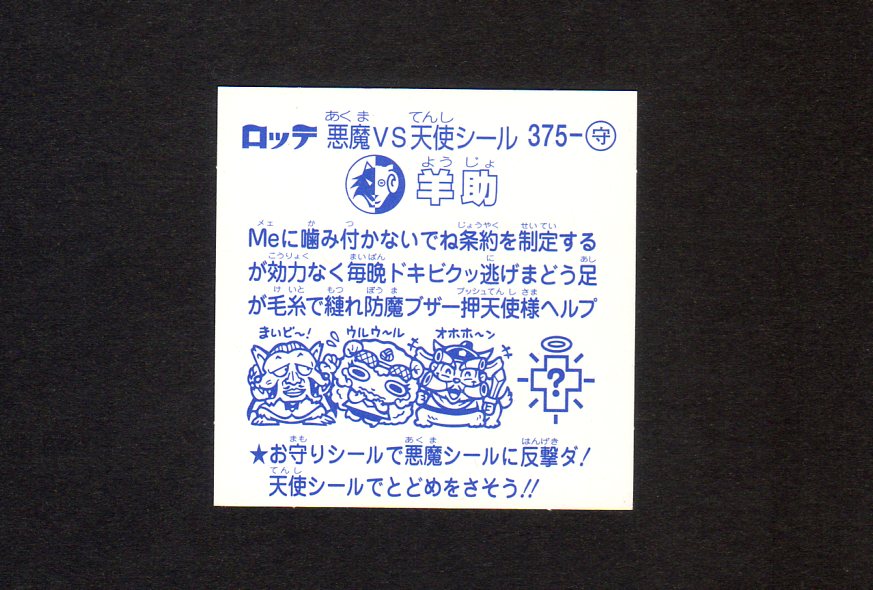 ロッテ 悪魔VS天使シール 375-守
羊助
Meに噛み付かないでね条約を制定する
が効力なく毎晩ドキビクッ逃げまどう足
が毛糸で縺れ防魔ブザー押天使様ヘルプ
まいど〜! ウルウ〜ル オホホ〜ン
?
★お守りシールで悪魔シールに反撃ダ!
天使シールでとどめをさそう!!